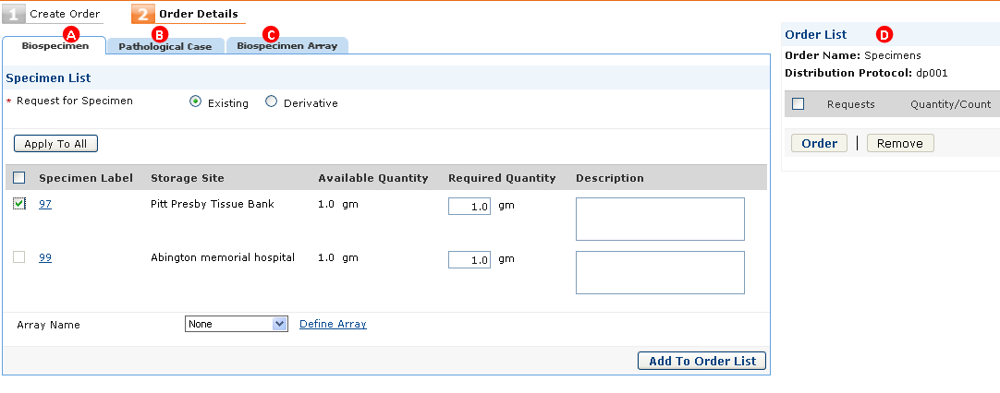 1 Create Order 2 Order Details
A B C
Biospecimen Pathological Case Biospecimen Array
Specimen List
* Request for Specimen Existing Derivative
Apply To All
Specimen Label Storage Site Available Quantity Required Quantity Description
97 Pitt Presby Tissue Bank 1.0 gm 1.0 gm
99 Abington memorial hospital 1.0 gm 1.0 gm
Array Name None Define Array
Add To Order List
Order List D
Order Name: Specimens
Distribution Protocol: dp001
Requests Quantity/Count
Order | Remove